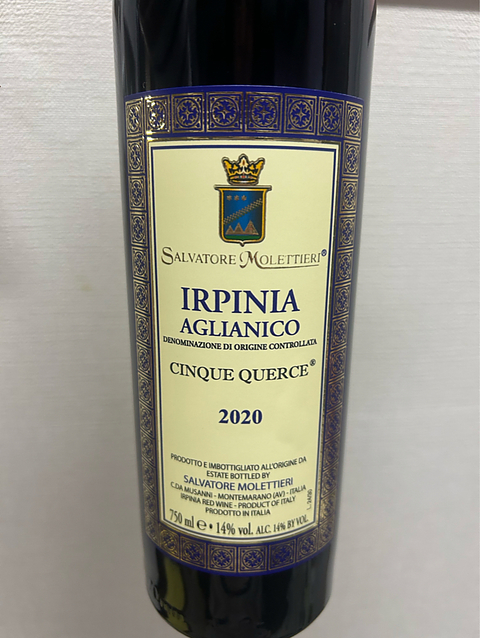 SALVATORE MOLETTIERI®
IRPINIA
AGLIANICO
DENOMINAZIONE DI ORIGINE CONTROLLATA
CINQUE QUERCE®
2020
PRODOTTO E IMBOTTIGLIATO ALL'ORIGINE DA
ESTATE BOTTLED BY
SALVATORE MOLETTIERI
C.DA MUSANNI - MONTEMARANO (AV) - ITALIA
IRPINIA RED WINE - PRODUCT OF ITALY
PRODOTTO IN ITALIA
750 ml e • 14% vol. ALC. 14% BY VOL.